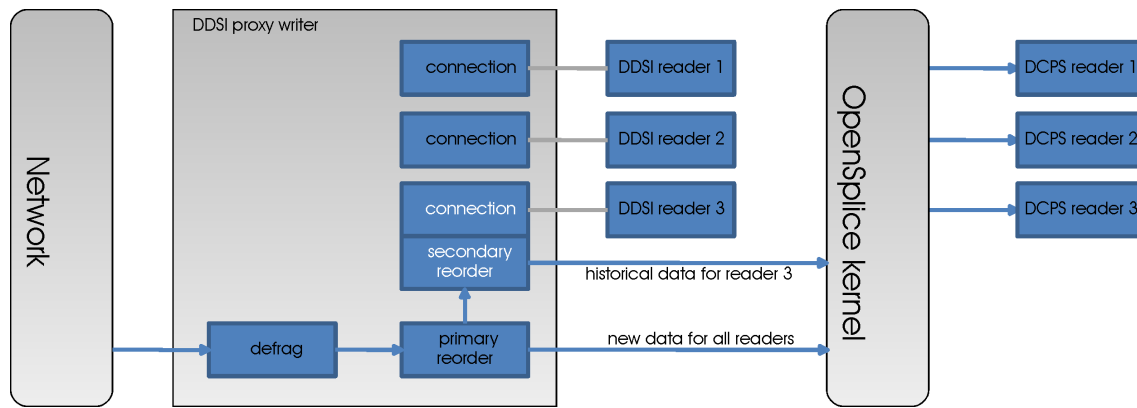 Network
DDSI proxy writer
connection
DDSI reader 1
connection
DDSI reader 2
connection
DDSI reader 3
secondary
reorder
historical data for reader 3
defrag
primary
reorder
new data for all readers
OpenSplice kernel
DCPS reader 1
DCPS reader 2
DCPS reader 3